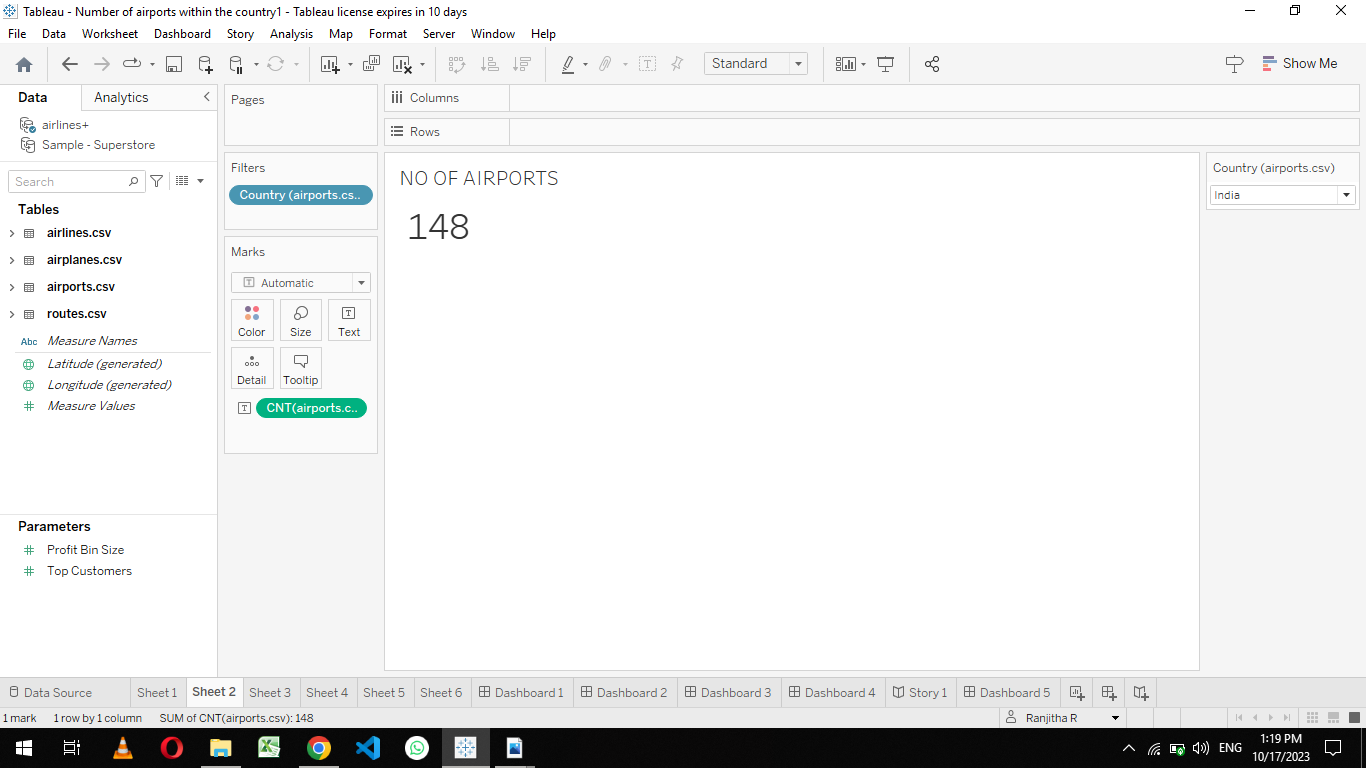 Tableau - Number of airports within the country1 - Tableau license expires in 10 days
File Data Worksheet Dashboard Story Analysis Map Format Server Window Help
Standard
Show Me
Data Analytics
airlines+
Sample - Superstore
Search
Tables
airlines.csv
airplanes.csv
airports.csv
routes.csv
Abc Measure Names
Latitude (generated)
Longitude (generated)
Measure Values
Parameters
Profit Bin Size
Top Customers
Pages
Filters
Country (airports.cs..
Marks
Automatic
Color Size Text
Detail Tooltip
CNT(airports.c..
Columns
Rows
NO OF AIRPORTS
148
Country (airports.csv)
India
Data Source Sheet 1 Sheet 2 Sheet 3 Sheet 4 Sheet 5 Sheet 6 Dashboard 1 Dashboard 2 Dashboard 3 Dashboard 4 Story 1 Dashboard 5
1 mark 1 row by 1 column SUM of CNT(airports.csv): 148 Ranjitha R
ENG
1:19 PM
10/17/2023